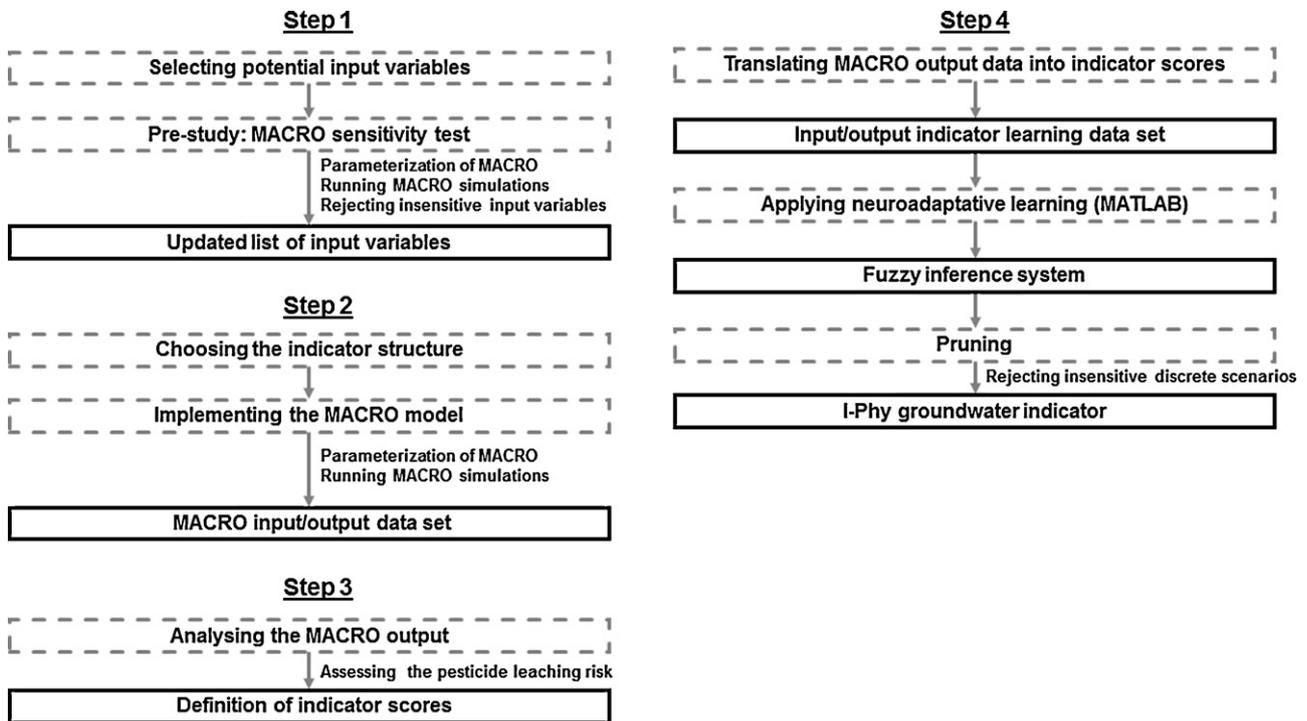 Step 1
Selecting potential input variables
Pre-study: MACRO sensitivity test
Parameterization of MACRO
Running MACRO simulations
Rejecting insensitive input variables
Updated list of input variables
Step 2
Choosing the indicator structure
Implementing the MACRO model
Parameterization of MACRO
Running MACRO simulations
MACRO input/output data set
Step 3
Analysing the MACRO output
Assessing the pesticide leaching risk
Definition of indicator scores
Step 4
Translating MACRO output data into indicator scores
Input/output indicator learning data set
Applying neuroadaptative learning (MATLAB)
Fuzzy inference system
Pruning
Rejecting insensitive discrete scenarios
I-Phy groundwater indicator